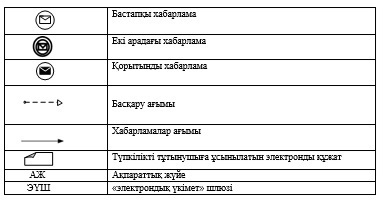 Бастапқы хабарлама
Екі арадағы хабарлама
Қорытынды хабарлама
Басқару ағымы
Хабарламалар ағымы
Түпкілікті тұтынушыға ұсынылатын электронды құжат
АЖ Ақпараттық жүйе
ЭҮШ «электрондық үкімет» шлюзі